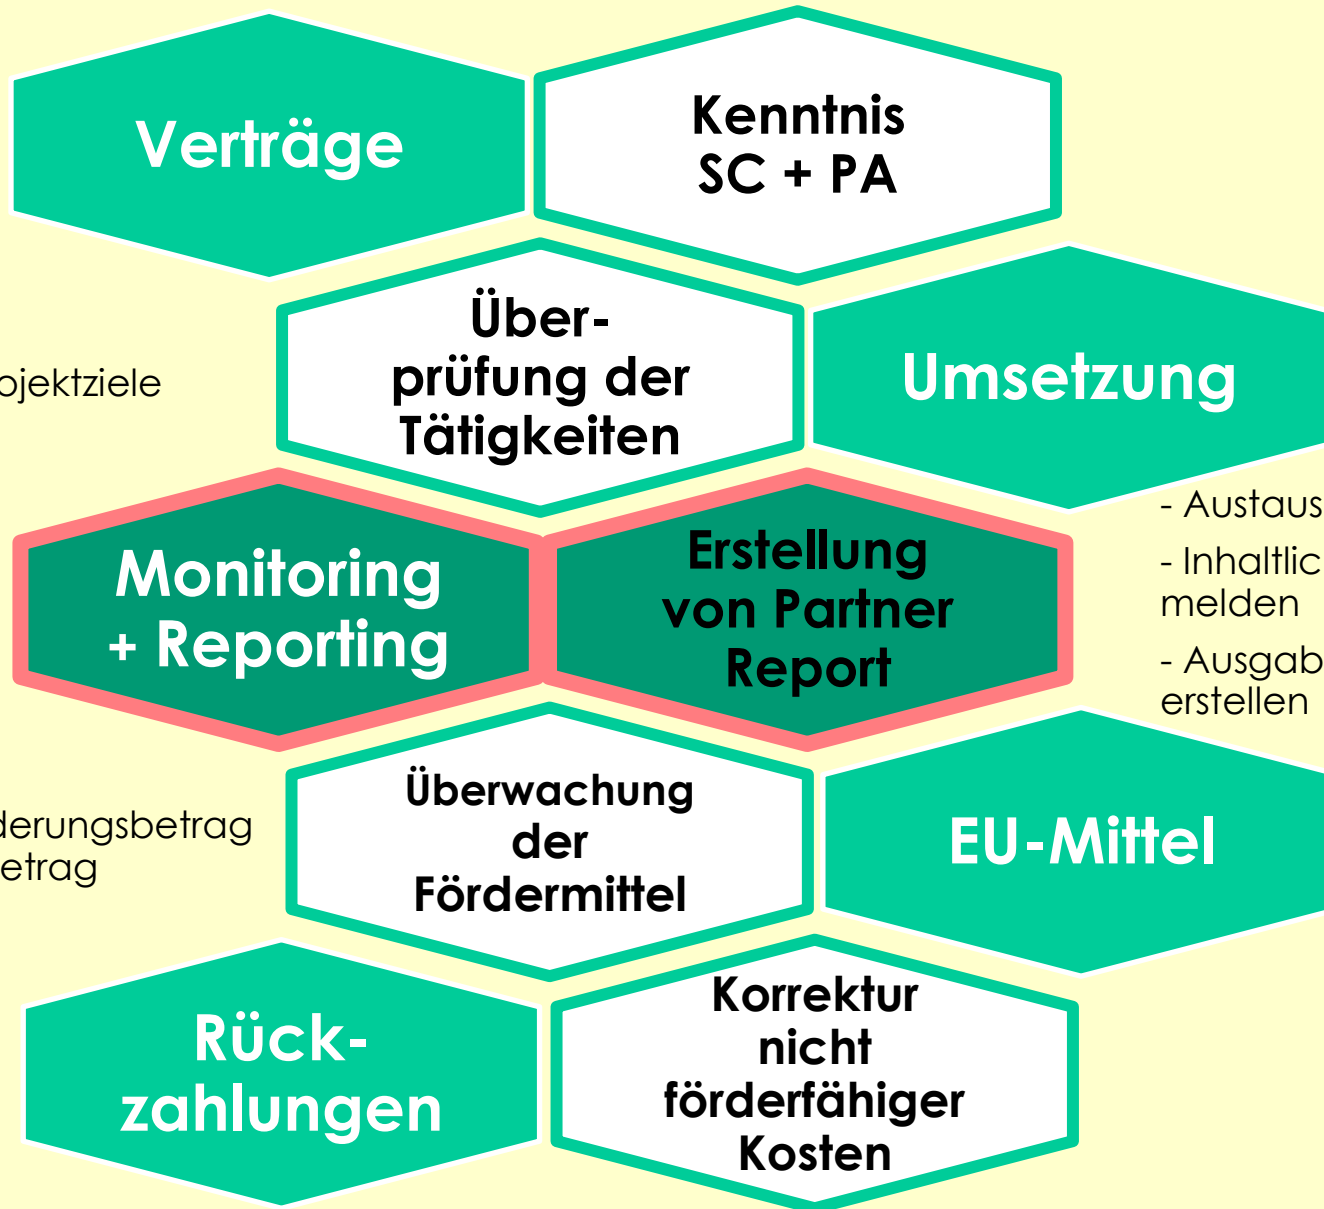 Verträge
Kenntnis
SC + PA
Über-
prüfung der
Tätigkeiten
Umsetzung
ojektziele
Monitoring
+ Reporting
Erstellung
von Partner
Report
- Austaus
- Inhaltlic
melden
- Ausgab
erstellen
Überwachung
der
Fördermittel
derungsbetrag
etrag
EU-Mittel
Rück-
zahlungen
Korrektur
nicht
förderfähiger
Kosten